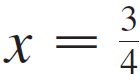 x = 3/4